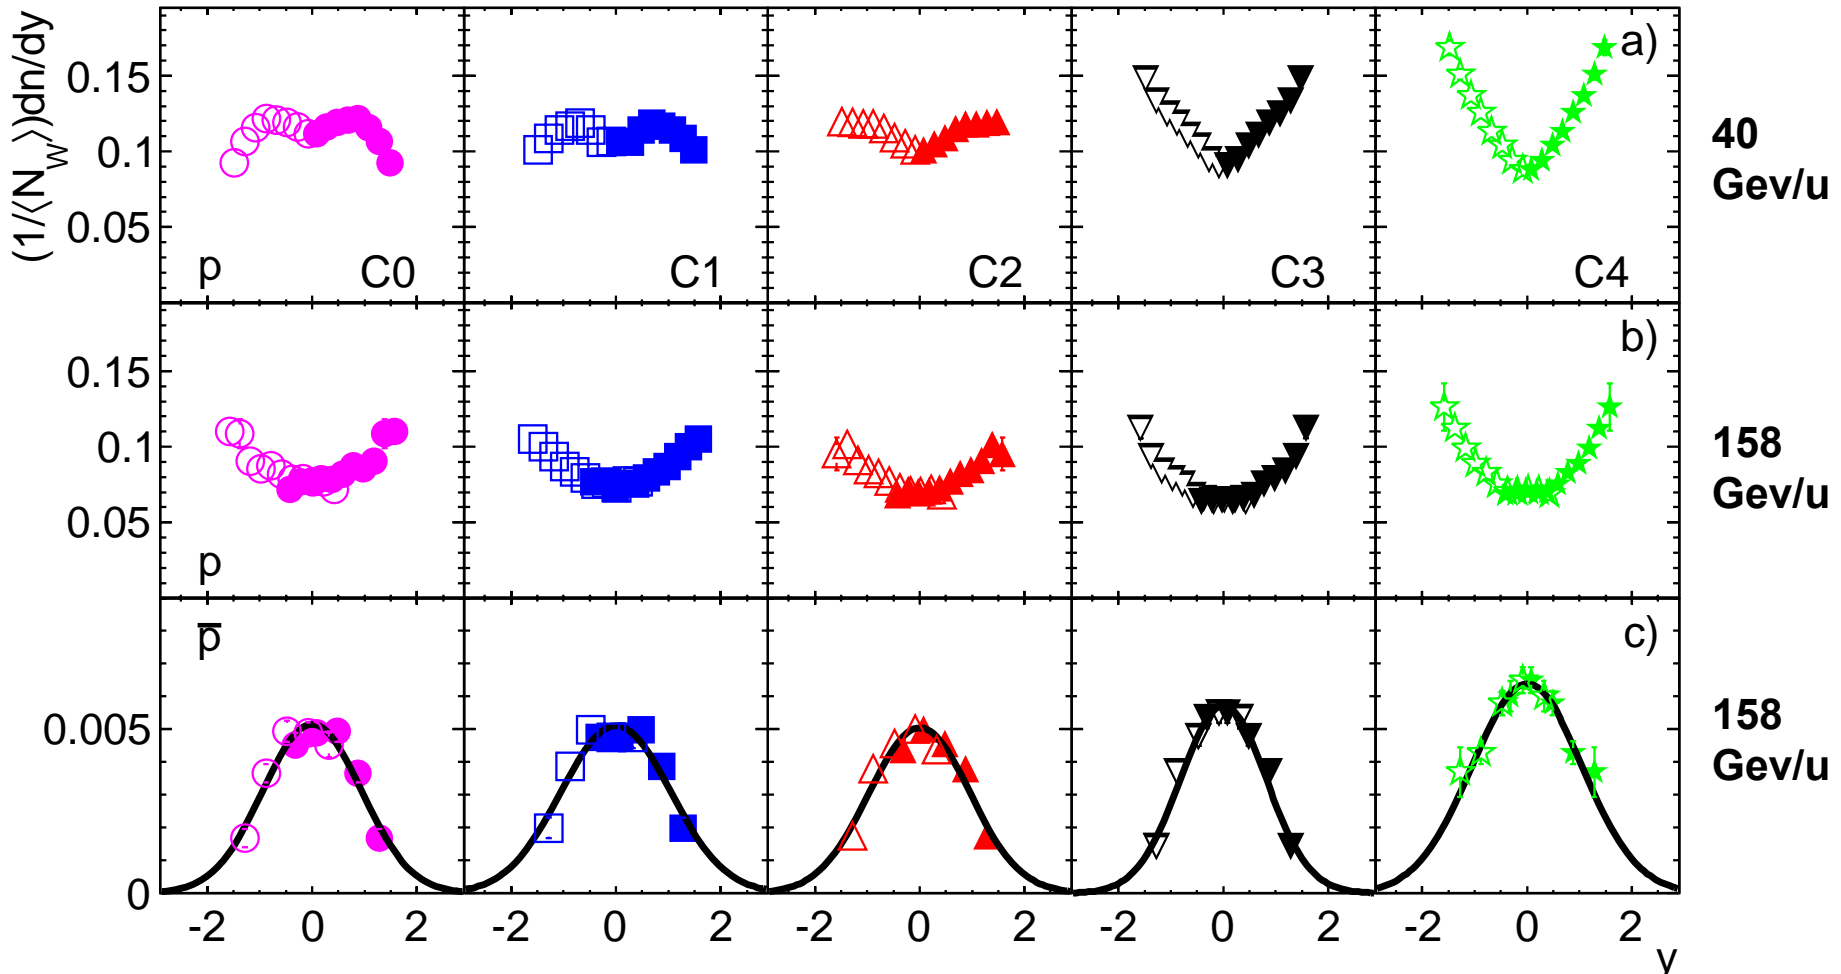 (1/⟨N_W⟩)dn/dy
0.15
0.1
0.05
p C0 C1 C2 C3 C4
a)
40
Gev/u
0.15
0.1
0.05
p
b)
158
Gev/u
p̅
c)
0.005
0
158
Gev/u
-2 0 2 -2 0 2 -2 0 2 -2 0 2 -2 0 2
y